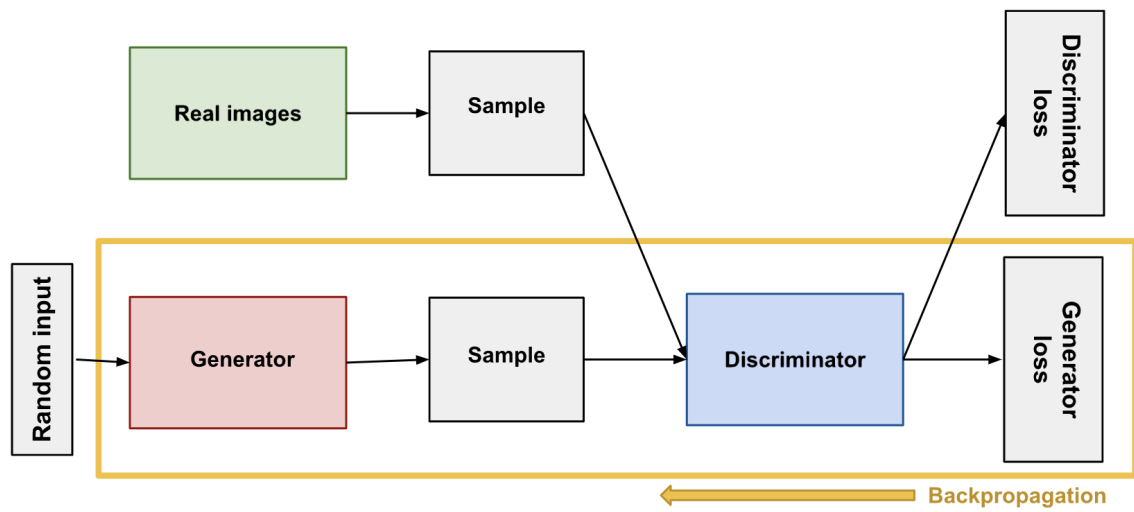 Real images
Sample
Discriminator
loss
Random input
Generator
Sample
Discriminator
Generator
loss
Backpropagation